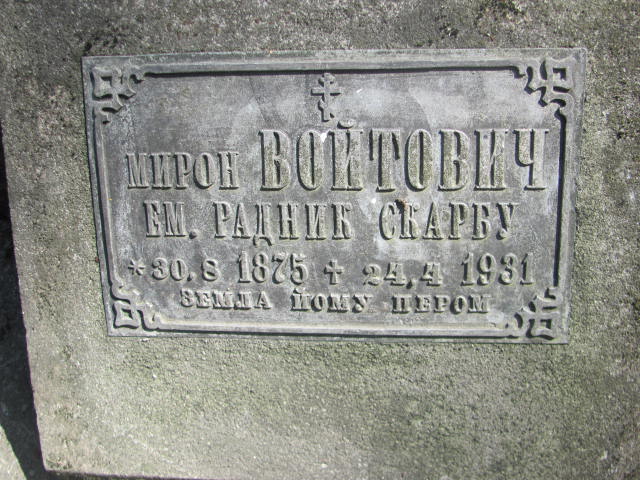 МИРОН ВОЙТОВИЧ
ЕМ. РАДНИК СКАРБУ
* 30.8 1875 + 24.4 1931
ЗЕМЛА ЙОМУ ПЕРОМ